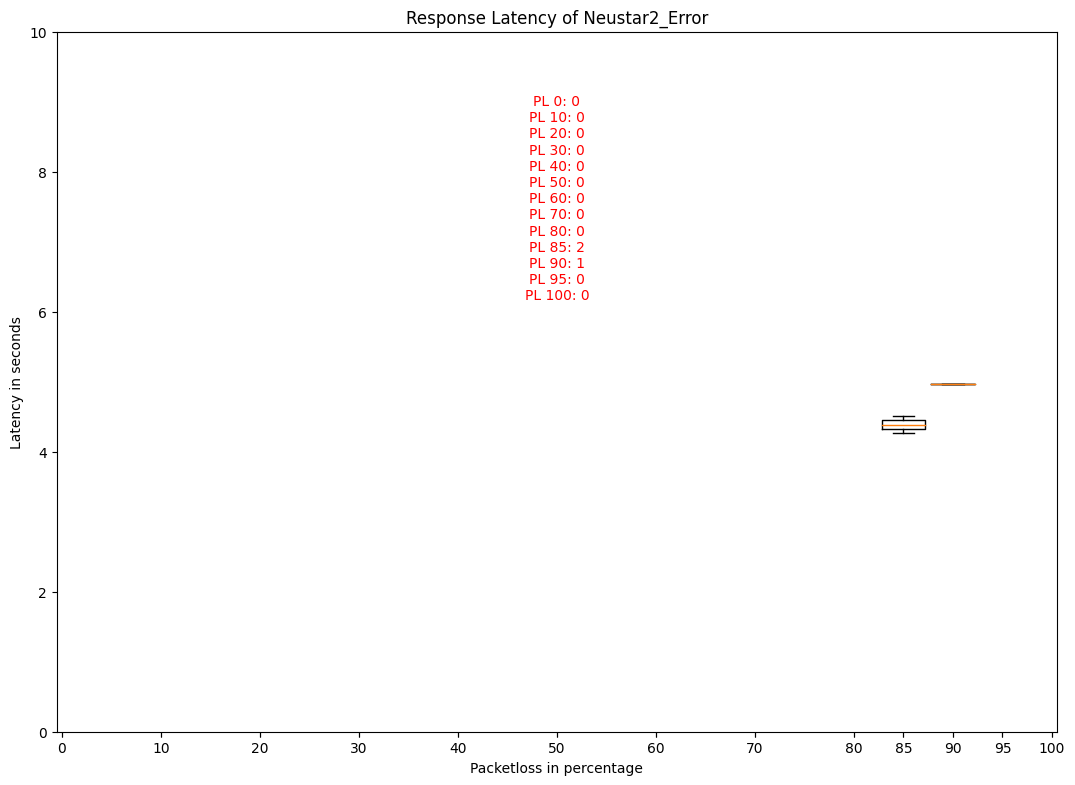 Response Latency of Neustar2_Error
10
8
6
4
2
0
Latency in seconds
PL 0: 0
PL 10: 0
PL 20: 0
PL 30: 0
PL 40: 0
PL 50: 0
PL 60: 0
PL 70: 0
PL 80: 0
PL 85: 2
PL 90: 1
PL 95: 0
PL 100: 0
0 10 20 30 40 50 60 70 80 85 90 95 100
Packetloss in percentage